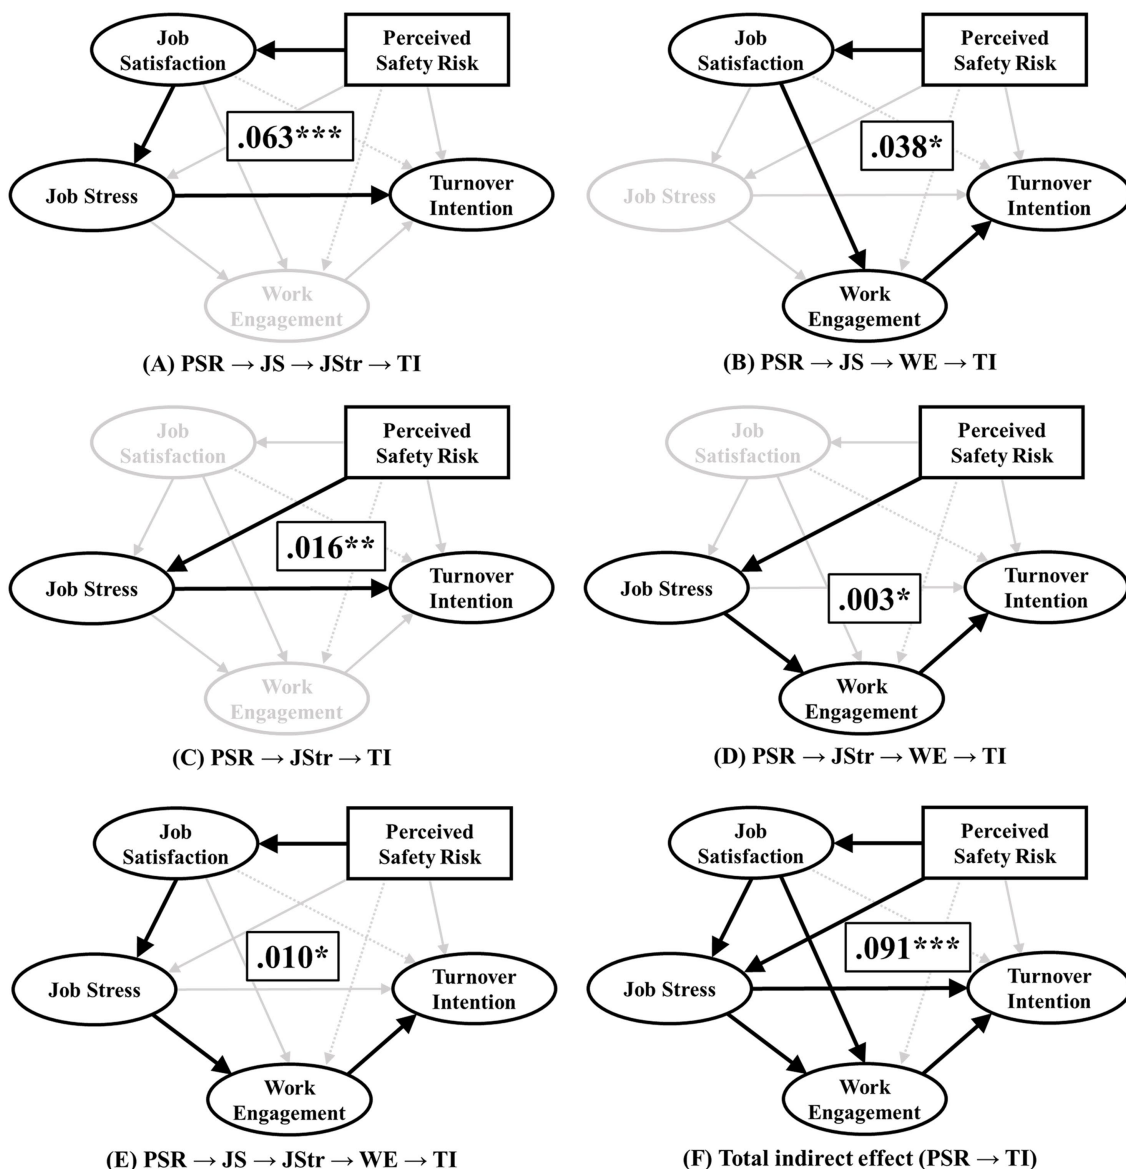 Job
Satisfaction
Perceived
Safety Risk
.063***
Job Stress
Turnover
Intention
Work
Engagement
(A) PSR → JS → JStr → TI
Job
Satisfaction
Perceived
Safety Risk
.038*
Job Stress
Turnover
Intention
Work
Engagement
(B) PSR → JS → WE → TI
Job
Satisfaction
Perceived
Safety Risk
.016**
Job Stress
Turnover
Intention
Work
Engagement
(C) PSR → JStr → TI
Job
Satisfaction
Perceived
Safety Risk
.003*
Job Stress
Turnover
Intention
Work
Engagement
(D) PSR → JStr → WE → TI
Job
Satisfaction
Perceived
Safety Risk
.010*
Job Stress
Turnover
Intention
Work
Engagement
(E) PSR → JS → JStr → WE → TI
Job
Satisfaction
Perceived
Safety Risk
.091***
Job Stress
Turnover
Intention
Work
Engagement
(F) Total indirect effect (PSR → TI)